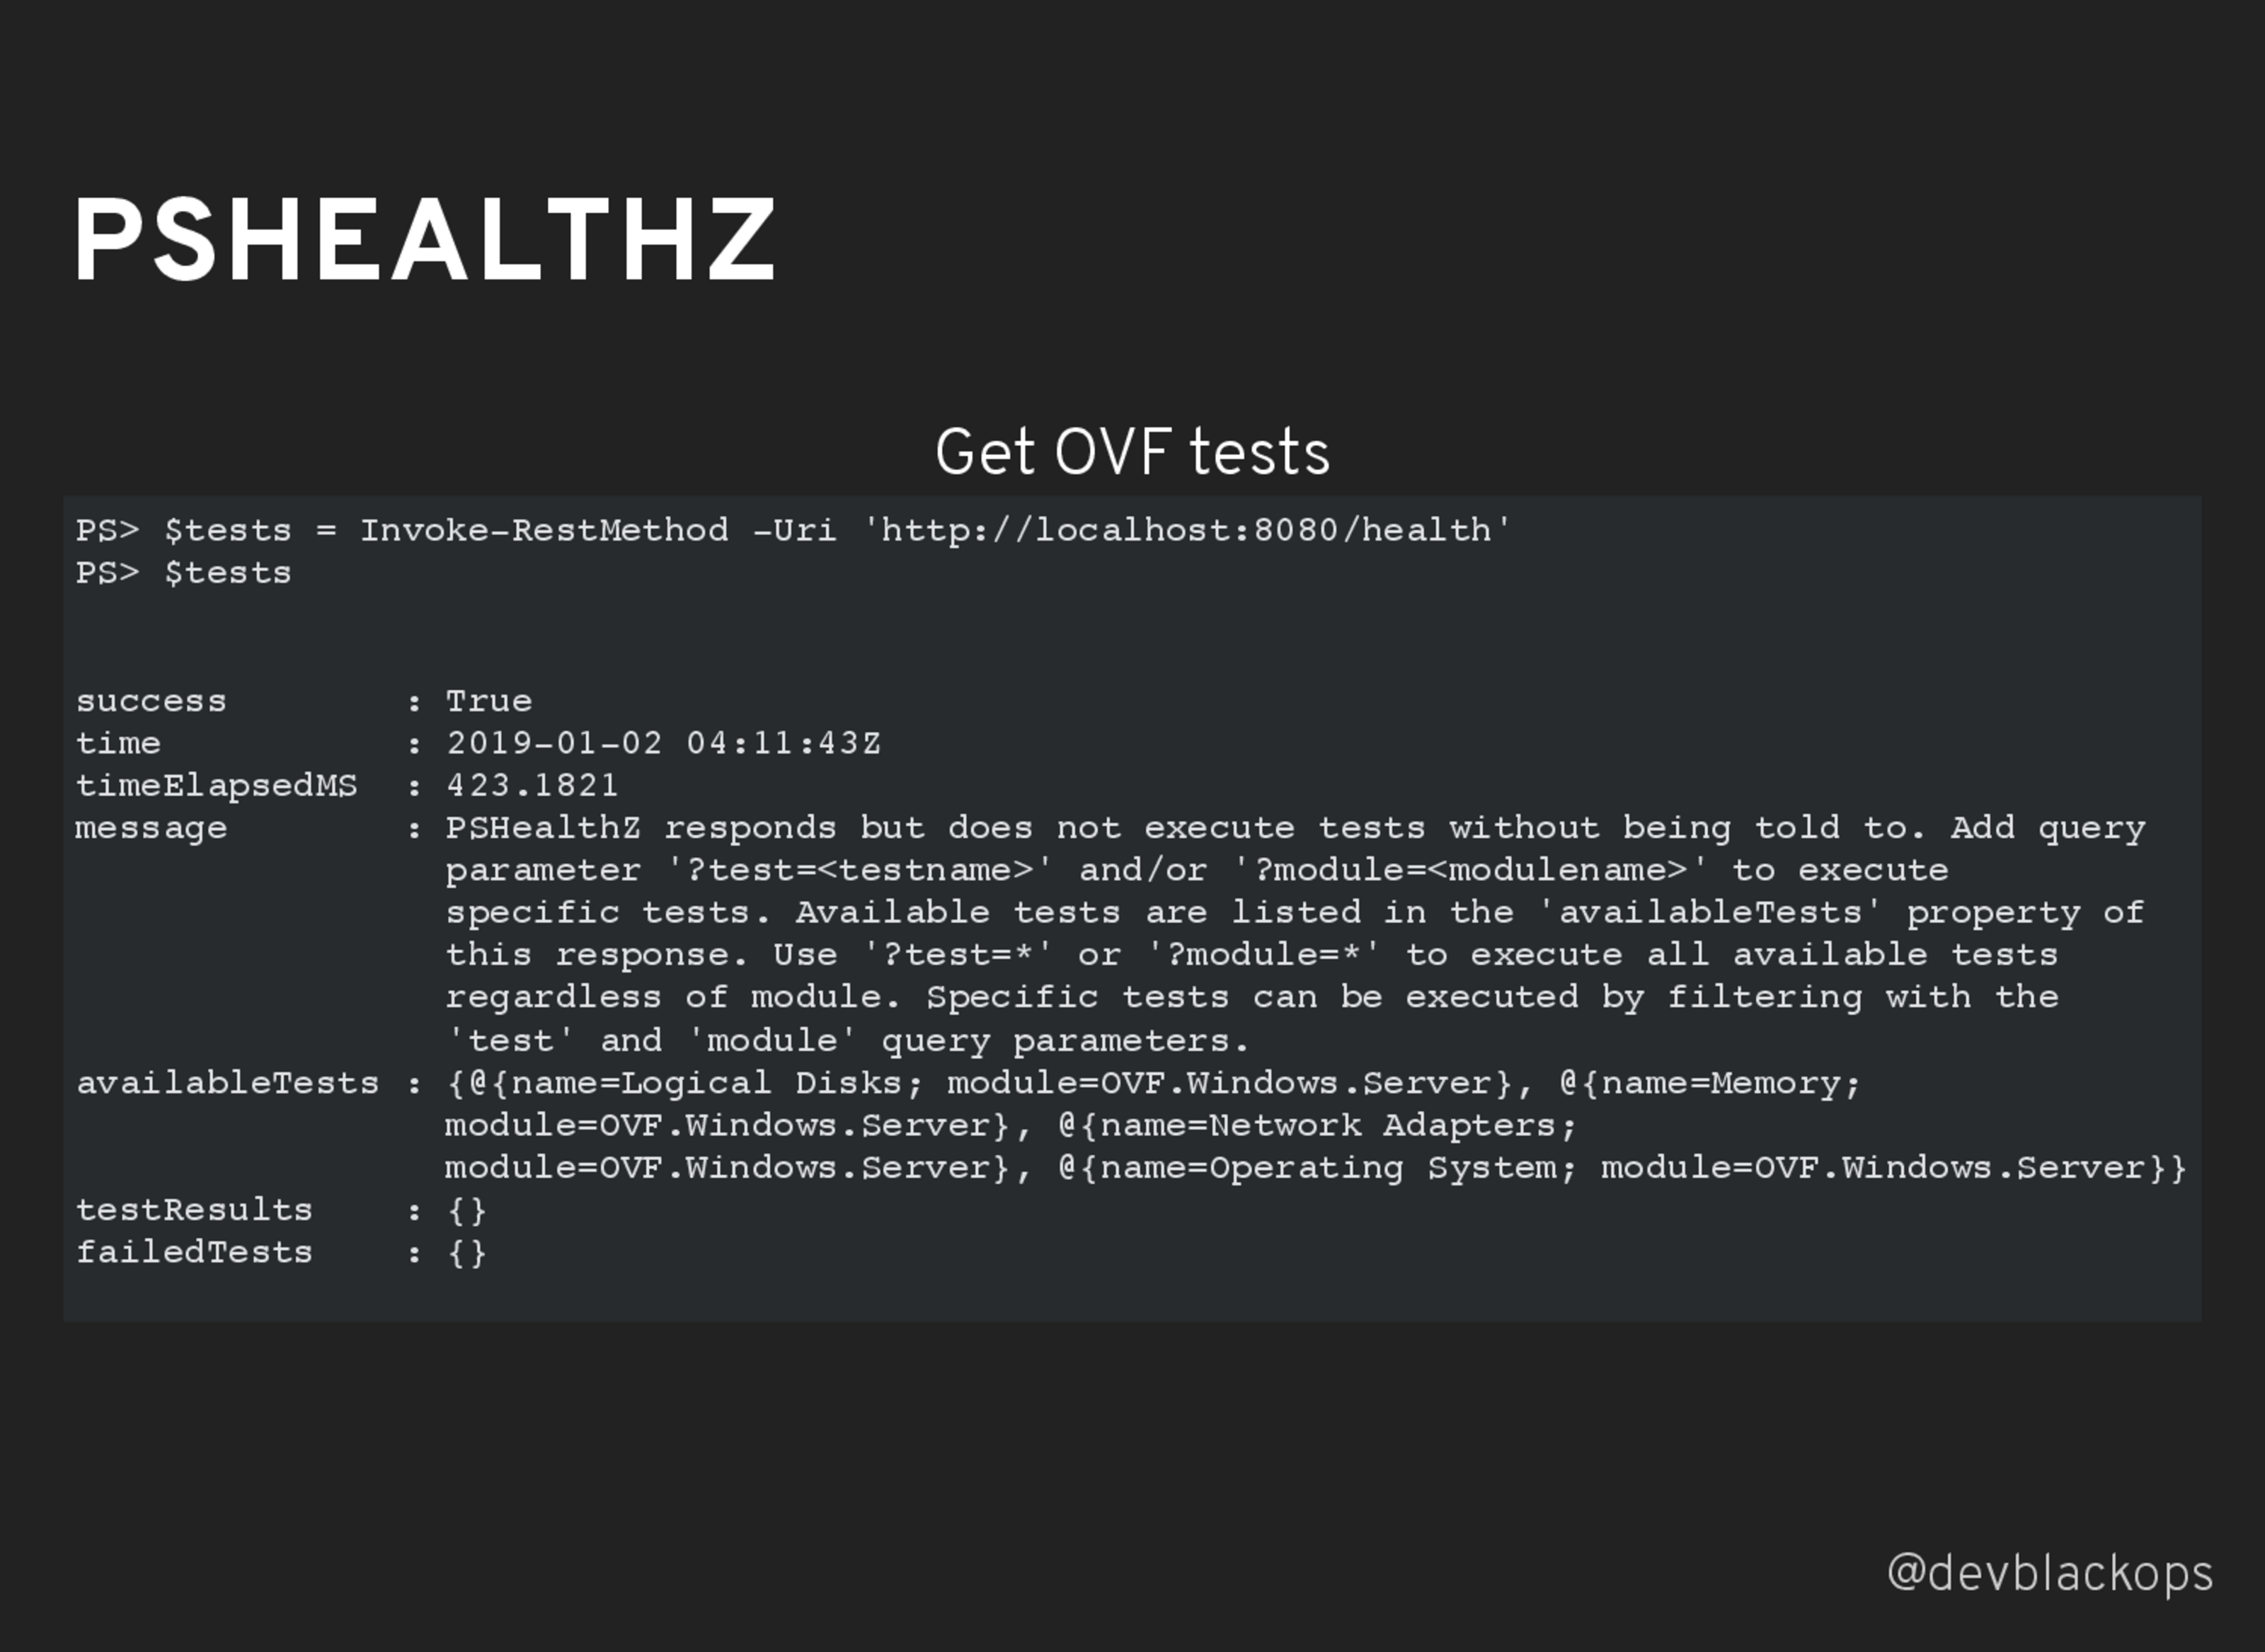 PSHEALTHZ
Get OVF tests
PS> $tests = Invoke-RestMethod -Uri 'http://localhost:8080/health'
PS> $tests
success : True
time : 2019-01-02 04:11:43Z
timeElapsedMS : 423.1821
message : PSHealthZ responds but does not execute tests without being told to. Add query
parameter '?test=<testname>' and/or '?module=<modulename>' to execute
specific tests. Available tests are listed in the 'availableTests' property of
this response. Use '?test=*' or '?module=*' to execute all available tests
regardless of module. Specific tests can be executed by filtering with the
'test' and 'module' query parameters.
availableTests : {@{name=Logical Disks; module=OVF.Windows.Server}, @{name=Memory;
module=OVF.Windows.Server}, @{name=Network Adapters;
module=OVF.Windows.Server}, @{name=Operating System; module=OVF.Windows.Server}}
testResults : {}
failedTests : {}
@devblackops